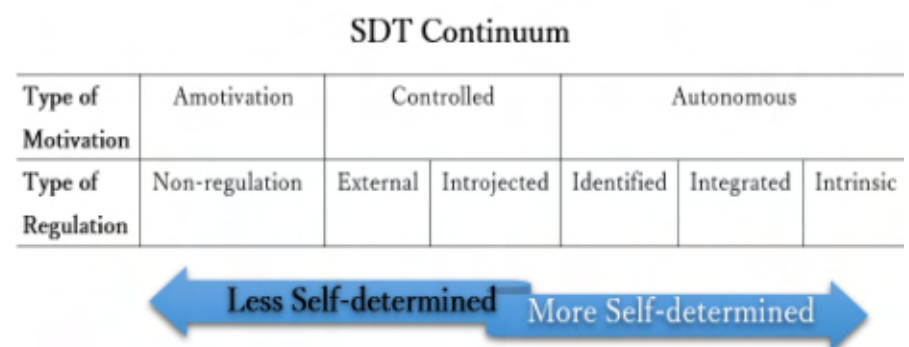 SDT Continuum
Type of Motivation Amotivation Controlled Autonomous
Type of Regulation Non-regulation External Introjected Identified Integrated Intrinsic
Less Self-determined More Self-determined